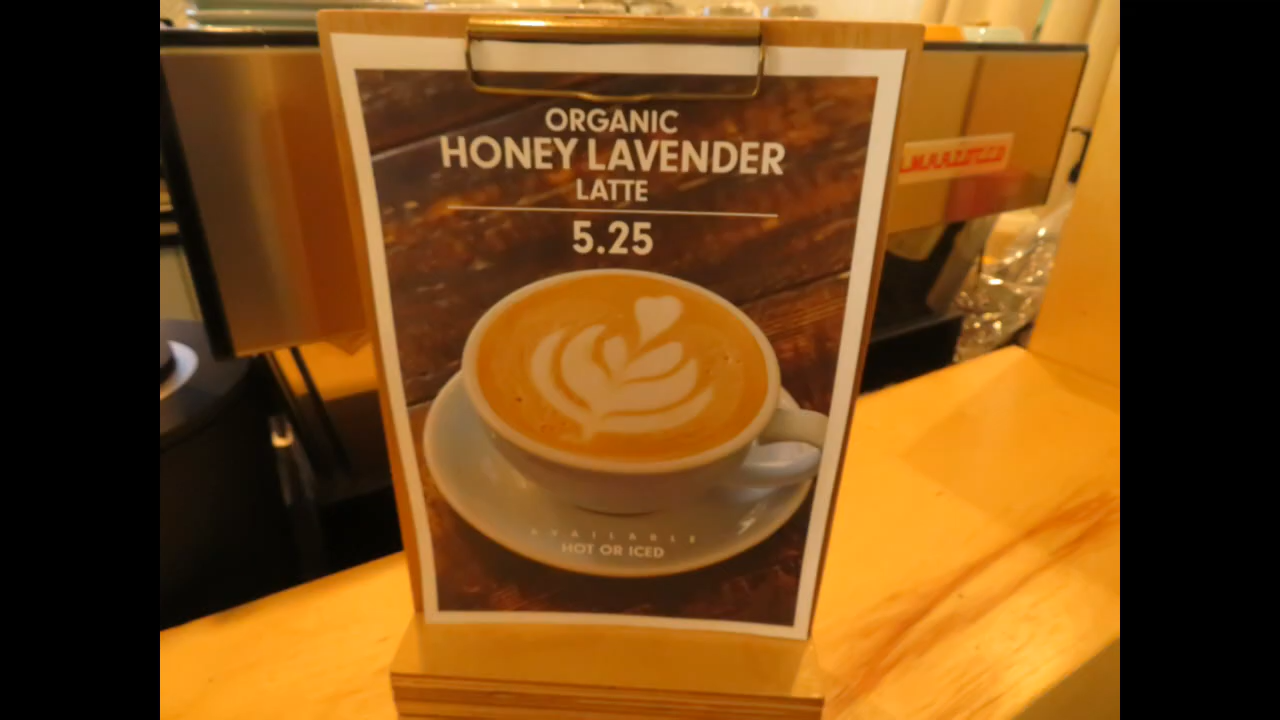 ORGANIC
HONEY LAVENDER
LATTE
5.25
AVAILABLE
HOT OR ICED